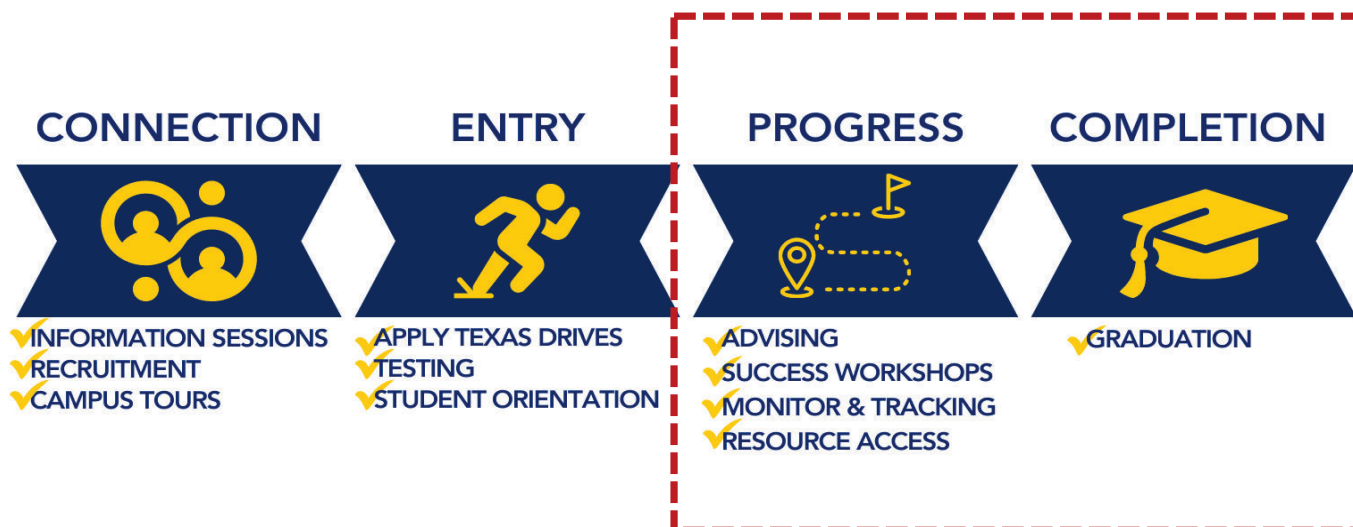 CONNECTION
ENTRY
PROGRESS
COMPLETION
INFORMATION SESSIONS
RECRUITMENT
CAMPUS TOURS
APPLY TEXAS DRIVES
TESTING
STUDENT ORIENTATION
ADVISING
SUCCESS WORKSHOPS
MONITOR & TRACKING
RESOURCE ACCESS
GRADUATION